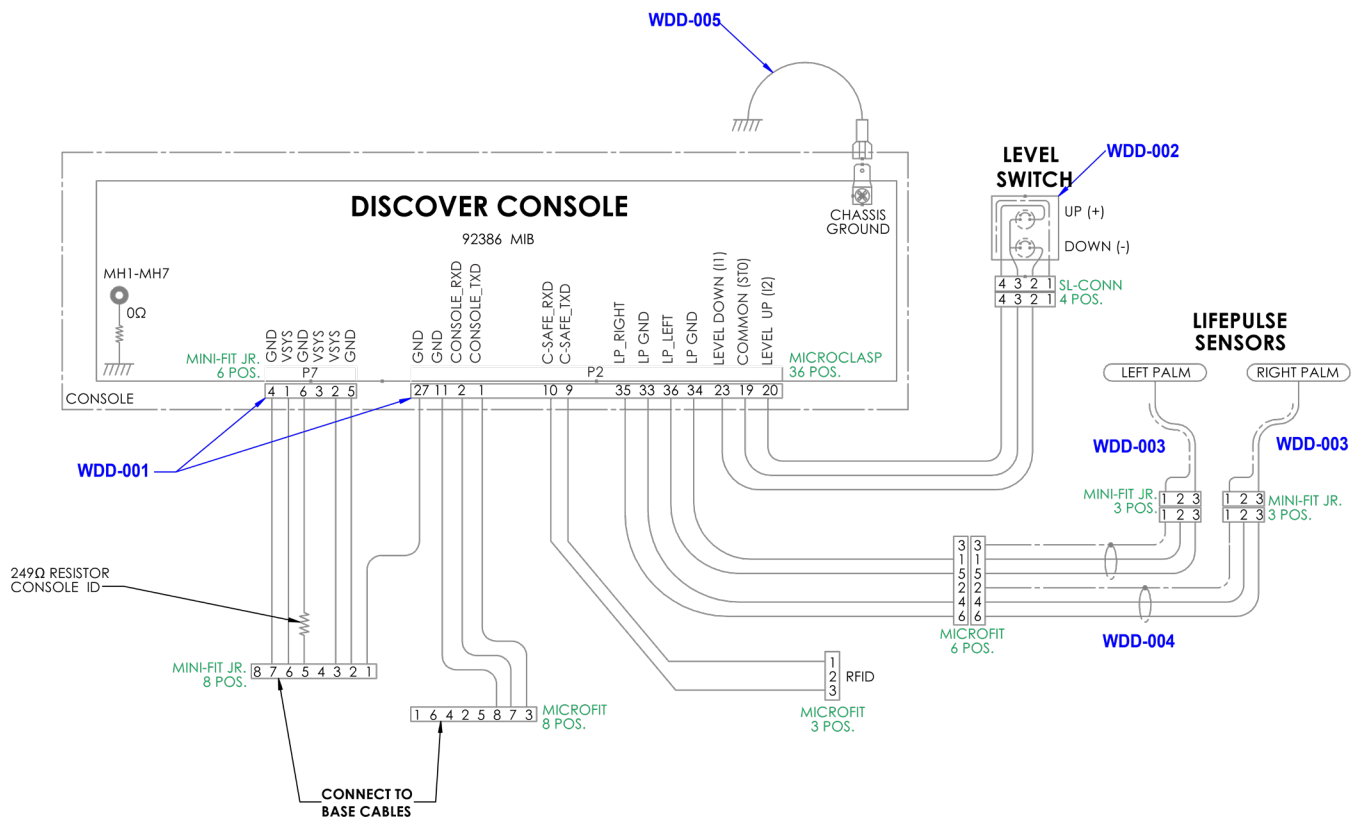 WDD-005
LEVEL
SWITCH
WDD-002
UP (+)
DOWN (-)
DISCOVER CONSOLE
92386 MIB
CHASSIS
GROUND
MH1-MH7
0Ω
GND
VSYS
GND
VSYS
VSYS
GND
GND
GND
CONSOLE_RXD
CONSOLE_TXD
C-SAFE_RXD
C-SAFE_TXD
LP_RIGHT
LP GND
LP_LEFT
LP GND
LEVEL DOWN (I1)
COMMON (ST0)
LEVEL UP (I2)
4 3 2 1
4 3 2 1
SL-CONN
4 POS.
MINI-FIT JR.
6 POS.
P7
P2
MICROCLASP
36 POS.
4 1 6 3 2 5
27 11 2 1 10 9 35 33 36 34 23 19 20
CONSOLE
LIFEPULSE
SENSORS
LEFT PALM
RIGHT PALM
WDD-001
WDD-003
WDD-003
MINI-FIT JR.
3 POS.
1 2 3
1 2 3
1 2 3
1 2 3
MINI-FIT JR.
3 POS.
249Ω RESISTOR
CONSOLE ID
3 3
1 1
5 5
2 2
4 4
6 6
MICROFIT
6 POS.
WDD-004
MINI-FIT JR.
8 POS.
8 7 6 5 4 3 2 1
1
2
3
RFID
MICROFIT
3 POS.
1 6 4 2 5 8 7 3
MICROFIT
8 POS.
CONNECT TO
BASE CABLES